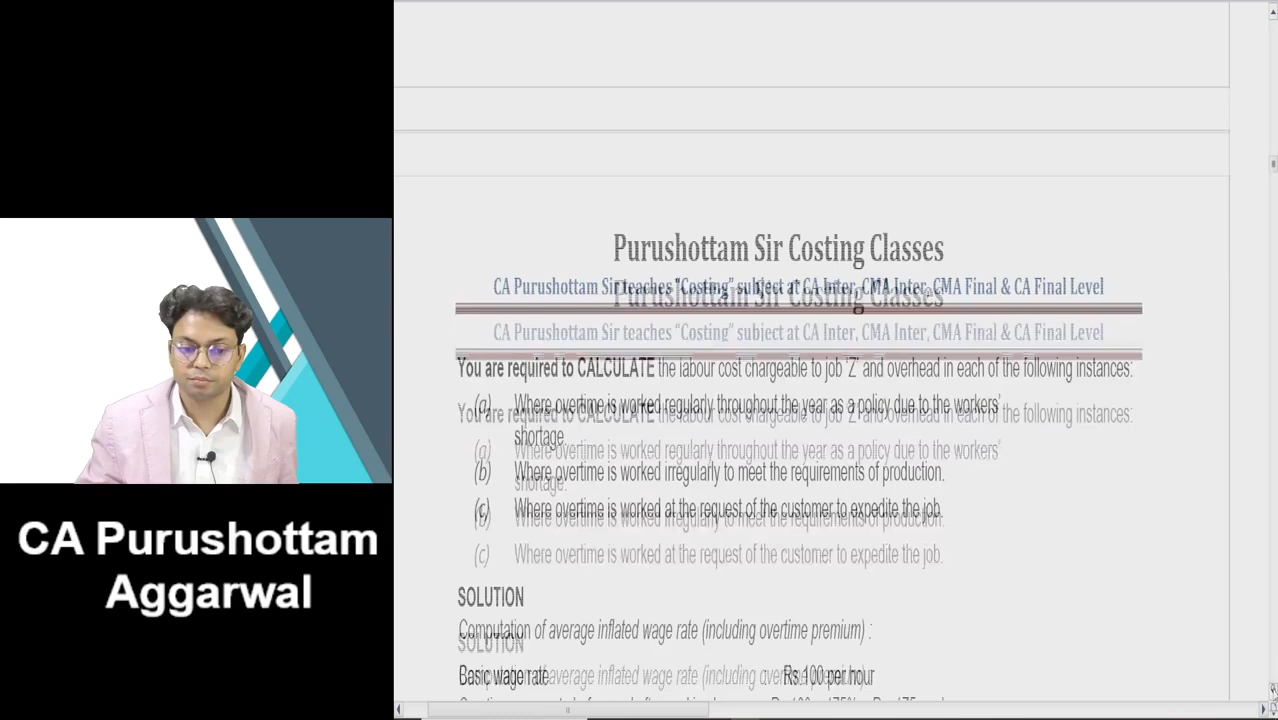 Purushottam Sir Costing Classes
CA Purushottam Sir teaches “Costing” subject at CA Inter, CMA Inter, CMA Final & CA Final Level
You are required to CALCULATE the labour cost chargeable to job 'Z' and overhead in each of the following instances:
(a) Where overtime is worked regularly throughout the year as a policy due to the workers'
shortage.
(b) Where overtime is worked irregularly to meet the requirements of production.
(c) Where overtime is worked at the request of the customer to expedite the job.
SOLUTION
Computation of average inflated wage rate (including overtime premium) :
Basic wage rate : Rs.100 per hour
CA Purushottam
Aggarwal